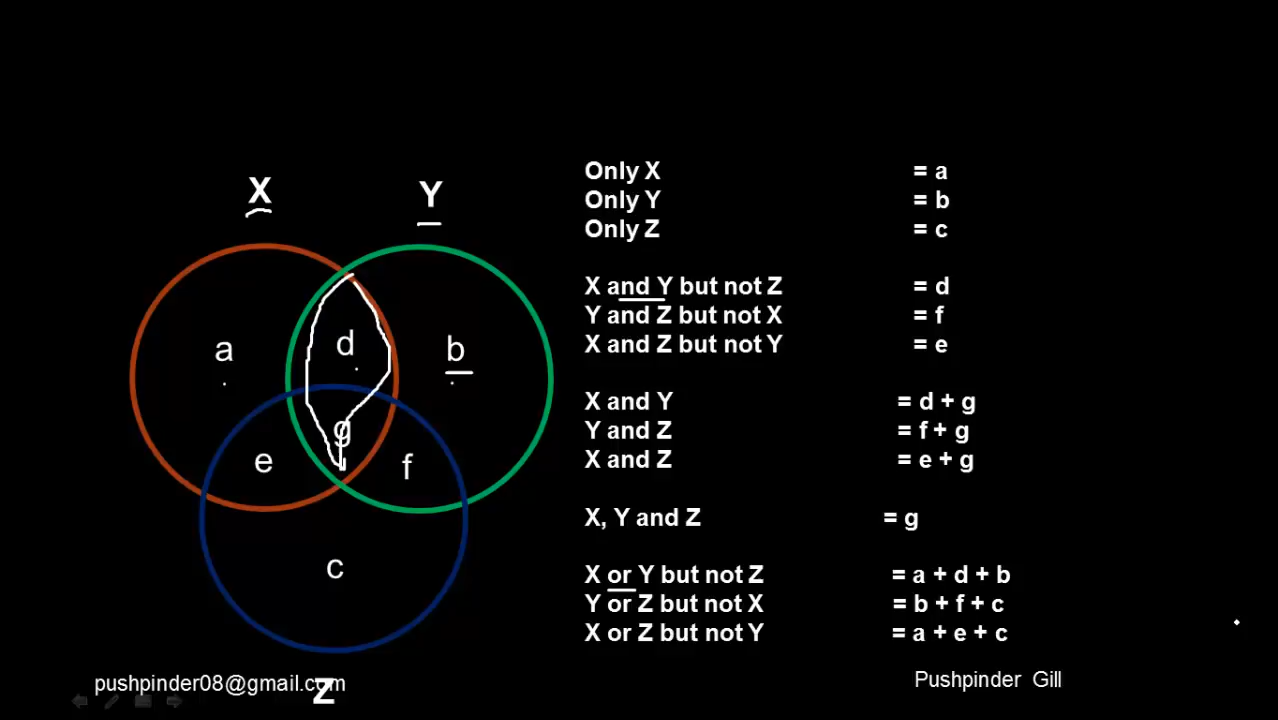 X
Y
a
d
b
g
e
f
c
Z
Only X = a
Only Y = b
Only Z = c
X and Y but not Z = d
Y and Z but not X = f
X and Z but not Y = e
X and Y = d + g
Y and Z = f + g
X and Z = e + g
X, Y and Z = g
X or Y but not Z = a + d + b
Y or Z but not X = b + f + c
X or Z but not Y = a + e + c
pushpinder08@gmail.com
Pushpinder Gill